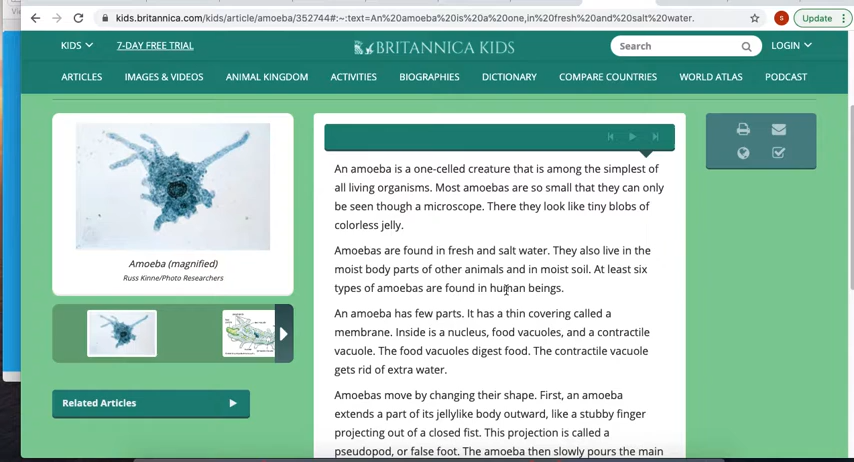 kids.britannica.com/kids/article/amoeba/352744#:~:text=An%20amoeba%20is%20a%20one,in%20fresh%20and%20salt%20water.
S
Update
KIDS
7-DAY FREE TRIAL
BRITANNICA KIDS
Search
LOGIN
ARTICLES
IMAGES & VIDEOS
ANIMAL KINGDOM
ACTIVITIES
BIOGRAPHIES
DICTIONARY
COMPARE COUNTRIES
WORLD ATLAS
PODCAST
Amoeba (magnified)
Russ Kinne/Photo Researchers
Related Articles
An amoeba is a one-celled creature that is among the simplest of
all living organisms. Most amoebas are so small that they can only
be seen though a microscope. There they look like tiny blobs of
colorless jelly.
Amoebas are found in fresh and salt water. They also live in the
moist body parts of other animals and in moist soil. At least six
types of amoebas are found in human beings.
An amoeba has few parts. It has a thin covering called a
membrane. Inside is a nucleus, food vacuoles, and a contractile
vacuole. The food vacuoles digest food. The contractile vacuole
gets rid of extra water.
Amoebas move by changing their shape. First, an amoeba
extends a part of its jellylike body outward, like a stubby finger
projecting out of a closed fist. This projection is called a
pseudopod, or false foot. The amoeba then slowly pours the main